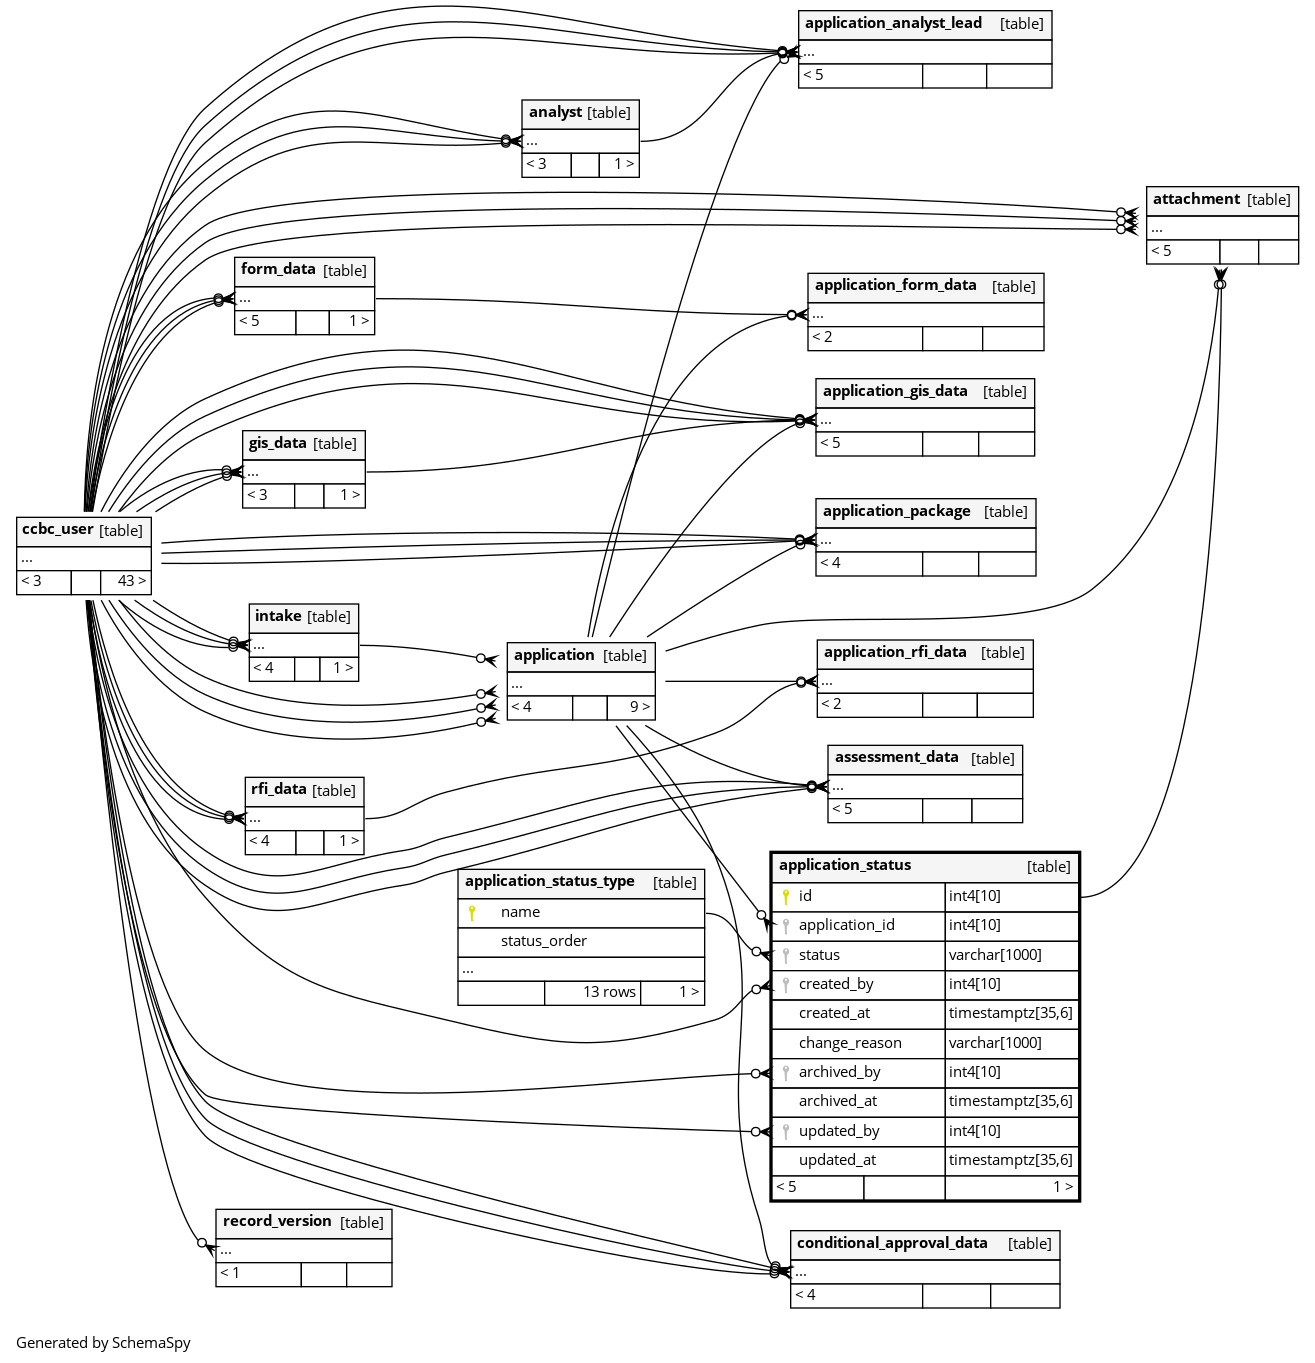 application_analyst_lead [table]
...
< 5
analyst [table]
...
< 3 1 >
attachment [table]
...
< 5
form_data [table]
...
< 5 1 >
application_form_data [table]
...
< 2
application_gis_data [table]
...
< 5
gis_data [table]
...
< 3 1 >
application_package [table]
...
< 4
ccbc_user [table]
...
< 3 43 >
intake [table]
...
< 4 1 >
application [table]
...
< 4 9 >
application_rfi_data [table]
...
< 2
assessment_data [table]
...
< 5
rfi_data [table]
...
< 4 1 >
application_status_type [table]
name
status_order
...
13 rows 1 >
application_status [table]
id int4[10]
application_id int4[10]
status varchar[1000]
created_by int4[10]
created_at timestamptz[35,6]
change_reason varchar[1000]
archived_by int4[10]
archived_at timestamptz[35,6]
updated_by int4[10]
updated_at timestamptz[35,6]
< 5 1 >
record_version [table]
...
< 1
conditional_approval_data [table]
...
< 4
Generated by SchemaSpy